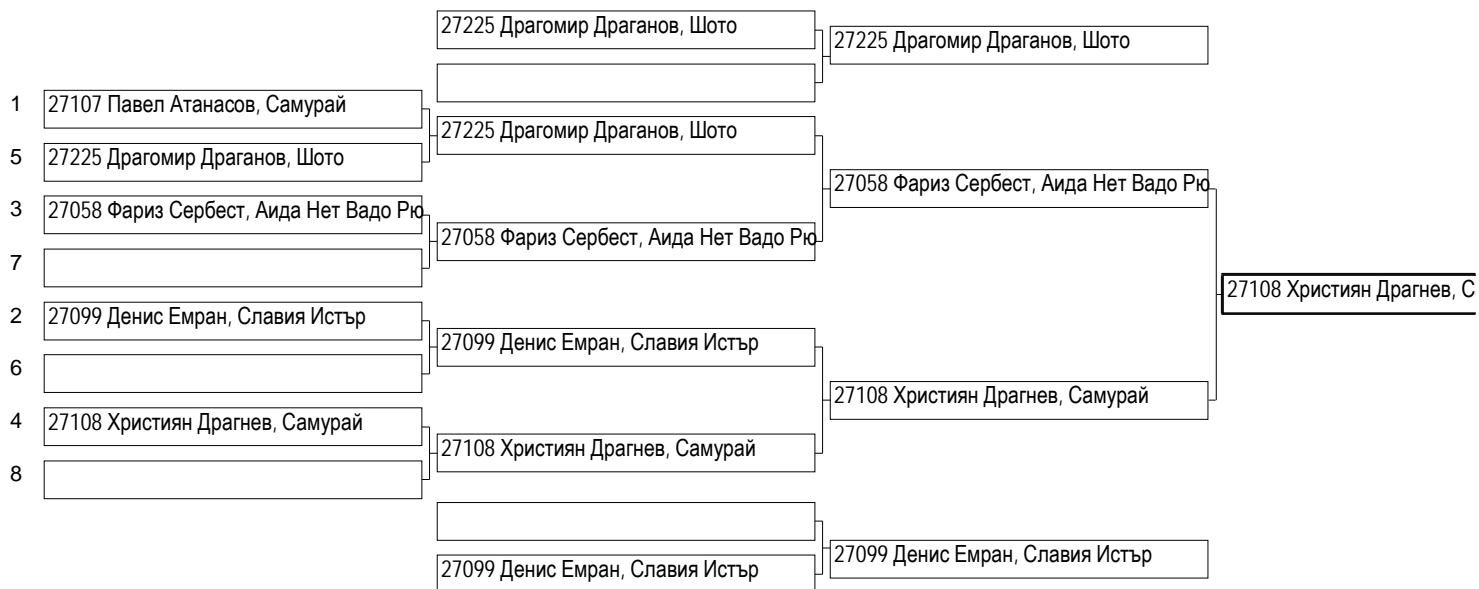 27225 Драгомир Драганов, Шото
27225 Драгомир Драганов, Шото
1 27107 Павел Атанасов, Самурай
27225 Драгомир Драганов, Шото
5 27225 Драгомир Драганов, Шото
27058 Фариз Сербест, Аида Нет Вадо Рю
3 27058 Фариз Сербест, Аида Нет Вадо Рю
27058 Фариз Сербест, Аида Нет Вадо Рю
7
27108 Християн Драгнев, С
2 27099 Денис Емран, Славия Истър
27099 Денис Емран, Славия Истър
6
27108 Християн Драгнев, Самурай
4 27108 Християн Драгнев, Самурай
27108 Християн Драгнев, Самурай
8
27099 Денис Емран, Славия Истър
27099 Денис Емран, Славия Истър